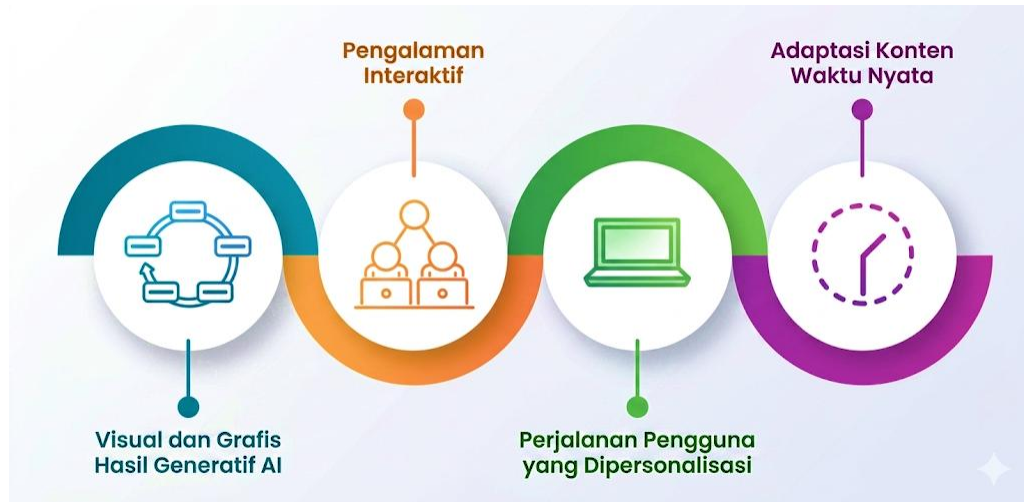 Pengalaman
Interaktif
Adaptasi Konten
Waktu Nyata
Visual dan Grafis
Hasil Generatif AI
Perjalanan Pengguna
yang Dipersonalisasi